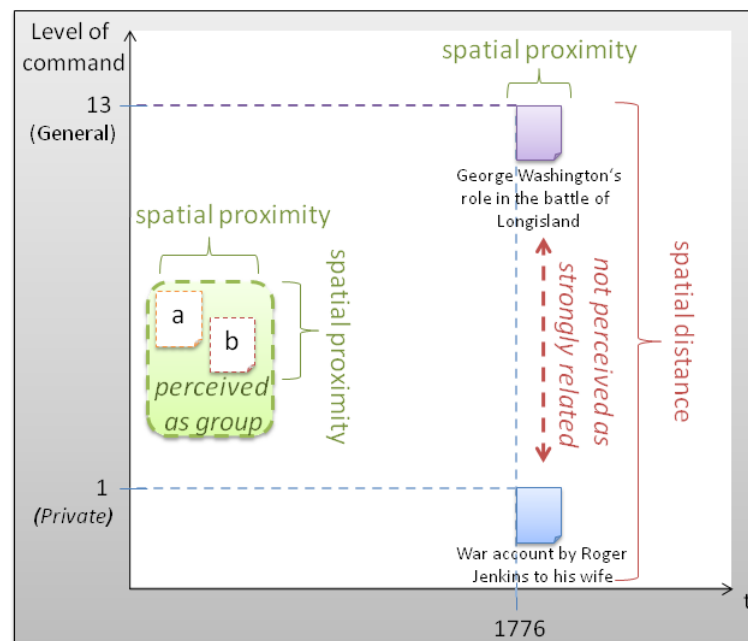 Level of
command
spatial proximity
13
(General)
George Washington's
role in the battle of
Longisland
spatial proximity
a
b
perceived
as group
spatial proximity
not perceived as
strongly related
spatial distance
1
(Private)
War account by Roger
Jenkins to his wife
t
1776